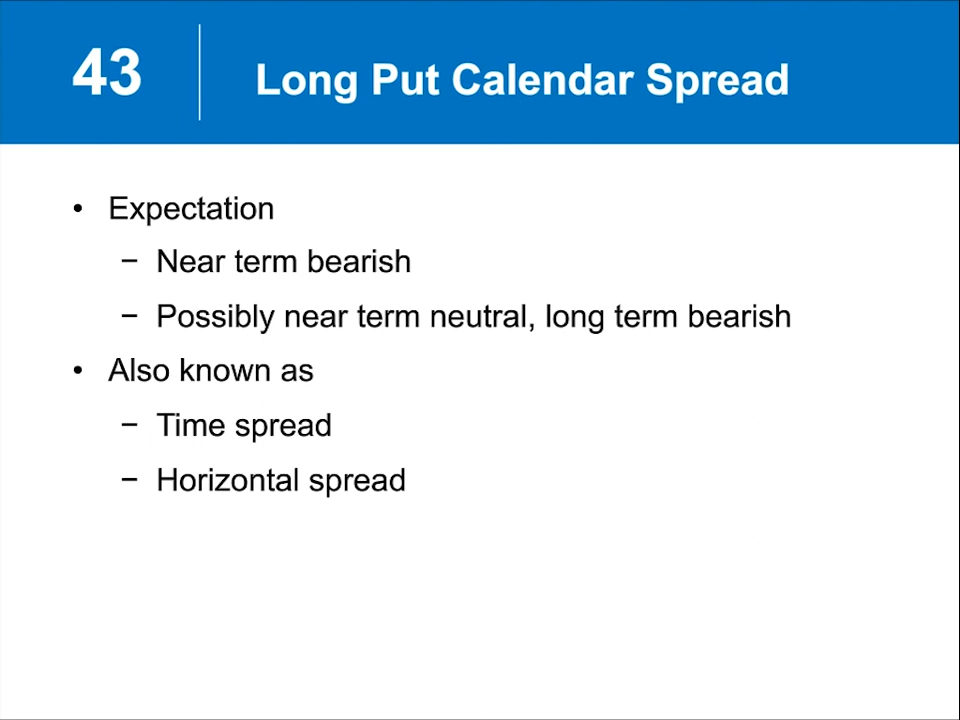 43
Long Put Calendar Spread
• Expectation
− Near term bearish
− Possibly near term neutral, long term bearish
• Also known as
− Time spread
− Horizontal spread